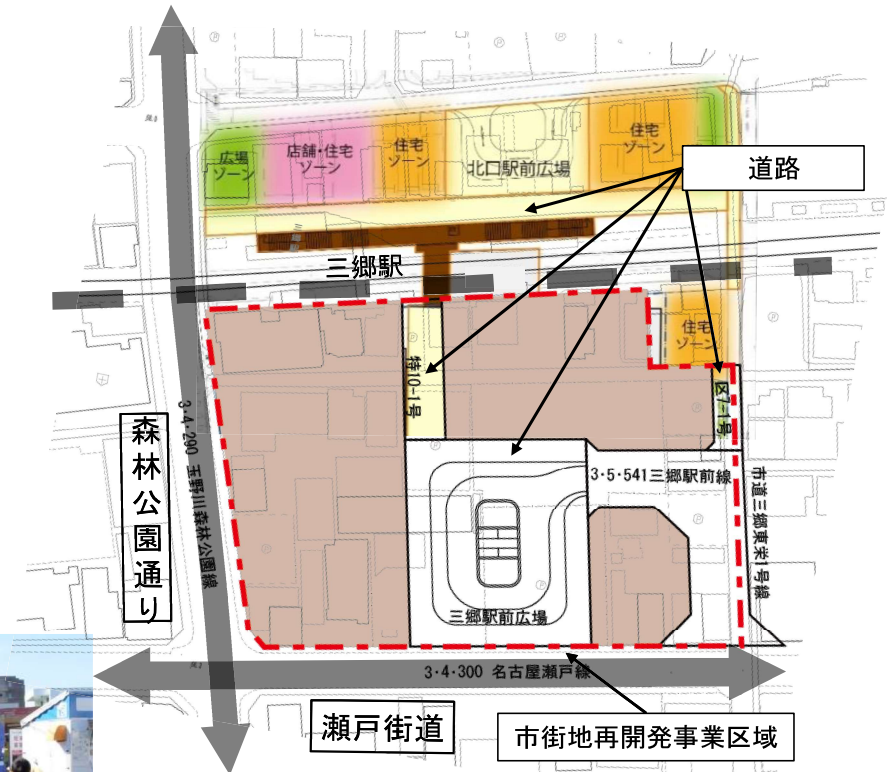 広場
ゾーン
店舗・住宅
ゾーン
住宅
ゾーン
北口駅前広場
住宅
ゾーン
道路
三郷駅
住宅
ゾーン
特10-1号
区7-1号
3・4・290 玉野川森林公園線
森林公園通り
3・5・541三郷駅前線
市道三郷東栄1号線
三郷駅前広場
3・4・300 名古屋瀬戸線
瀬戸街道
市街地再開発事業区域